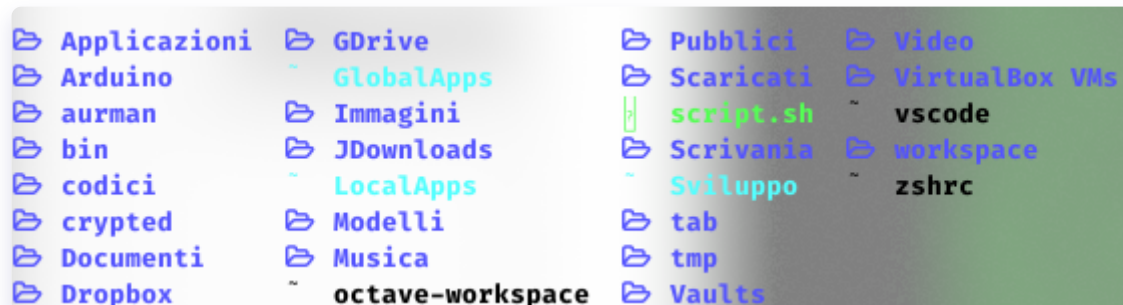 Applicazioni GDrive Pubblici Video
Arduino ~ GlobalApps Scaricati VirtualBox VMs
aurman Immagini ? script.sh ~ vscode
bin JDownloads Scrivania workspace
codici ~ LocalApps ~ Sviluppo ~ zshrc
crypted Modelli tab
Documenti Musica tmp
Dropbox ~ octave-workspace Vaults